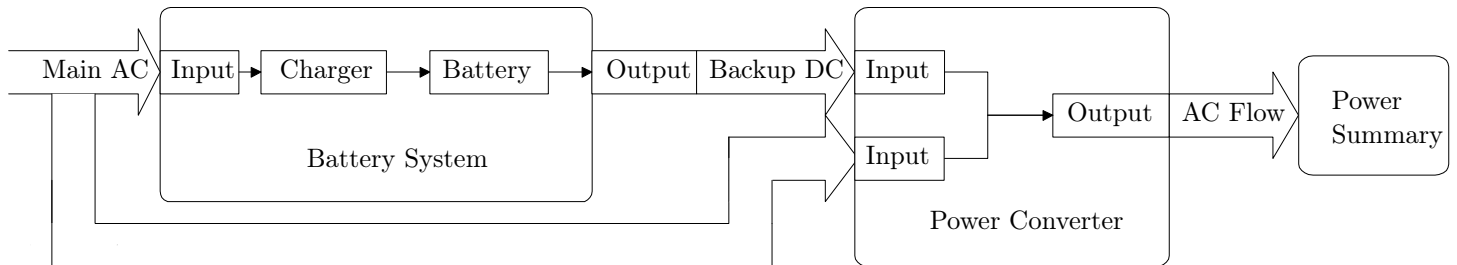 Main AC
Input
Charger
Battery
Output
Backup DC
Input
Input
Output
AC Flow
Power
Summary
Battery System
Power Converter